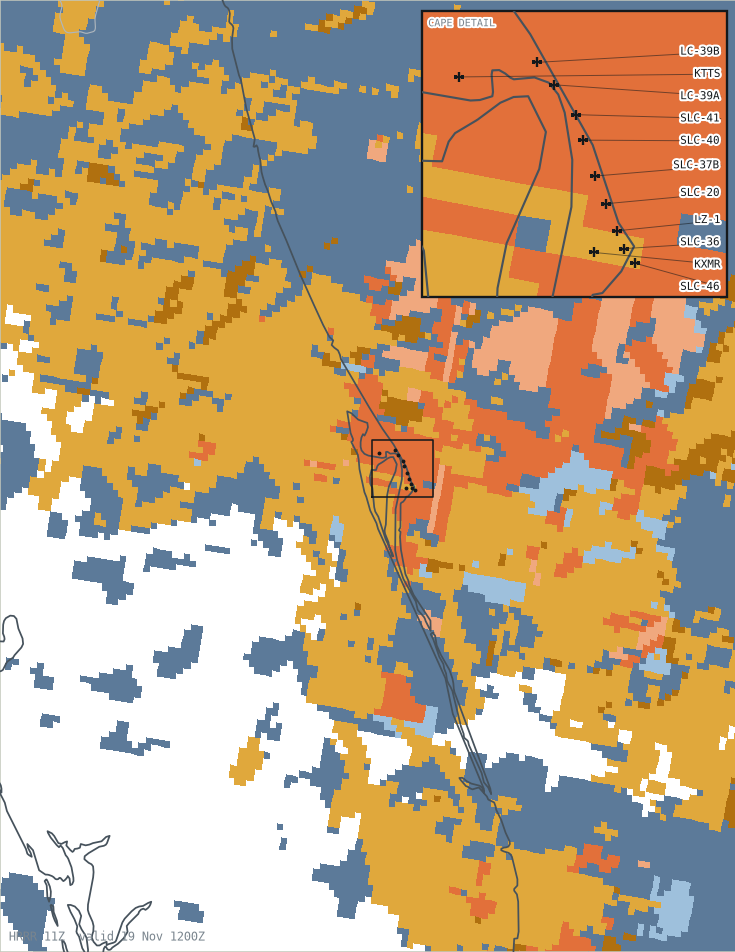 CAPE DETAIL
LC-39B
KTTS
LC-39A
SLC-41
SLC-40
SLC-37B
SLC-20
LZ-1
SLC-36
KXMR
SLC-46
HRRR 11Z valid 19 Nov 1200Z